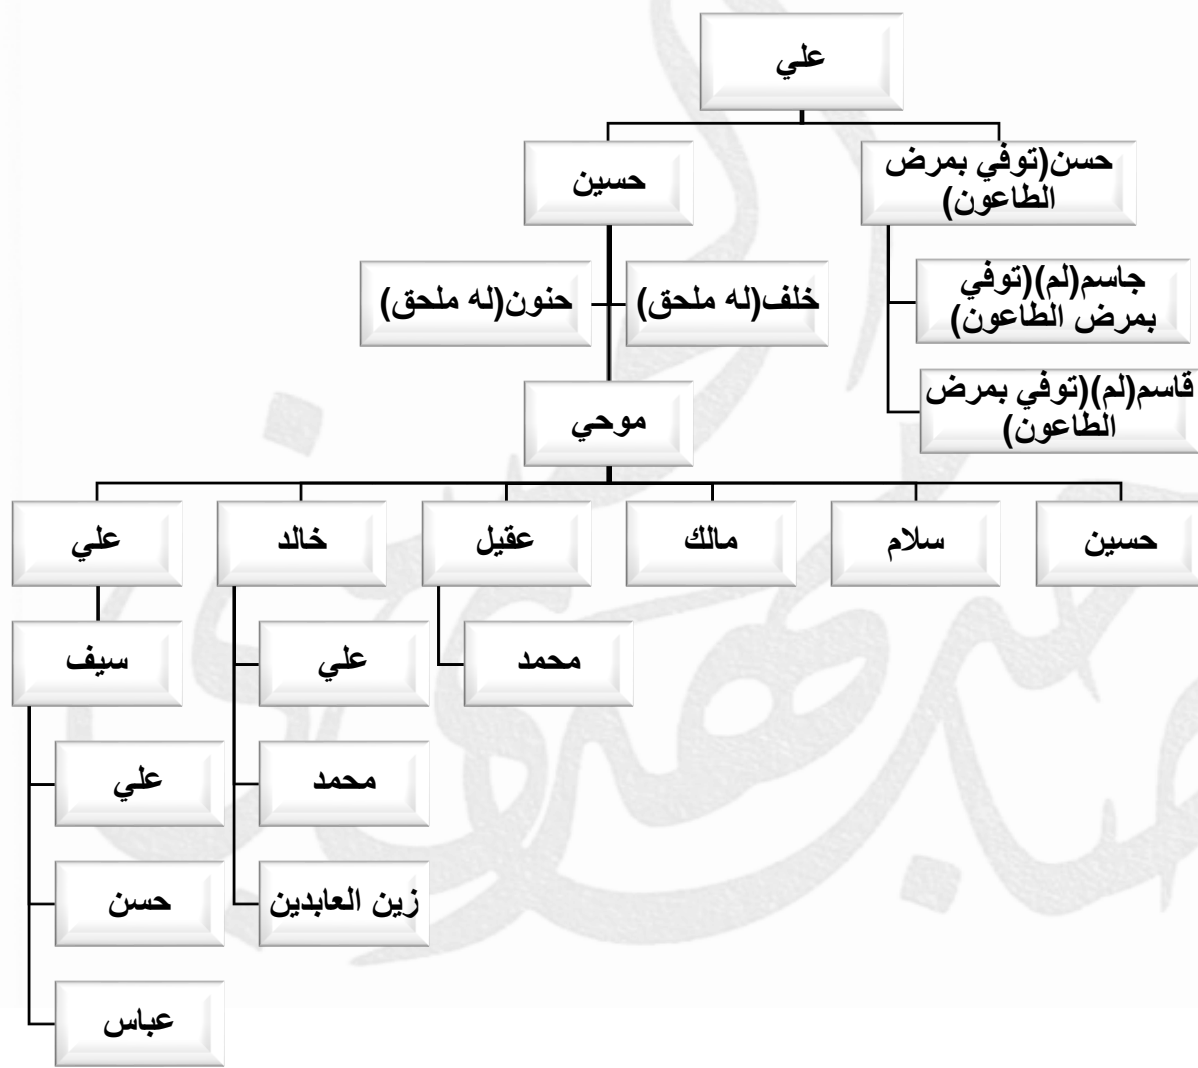 علي
حسن(توفي بمرض
الطاعون)
حسين
جاسم(لم)(توفي
بمرض الطاعون)
خلف(له ملحق)
حنون(له ملحق)
قاسم(لم)(توفي بمرض
الطاعون)
موحي
حسين
سلام
مالك
عقيل
خالد
علي
محمد
علي
سيف
محمد
علي
زين العابدين
حسن
عباس